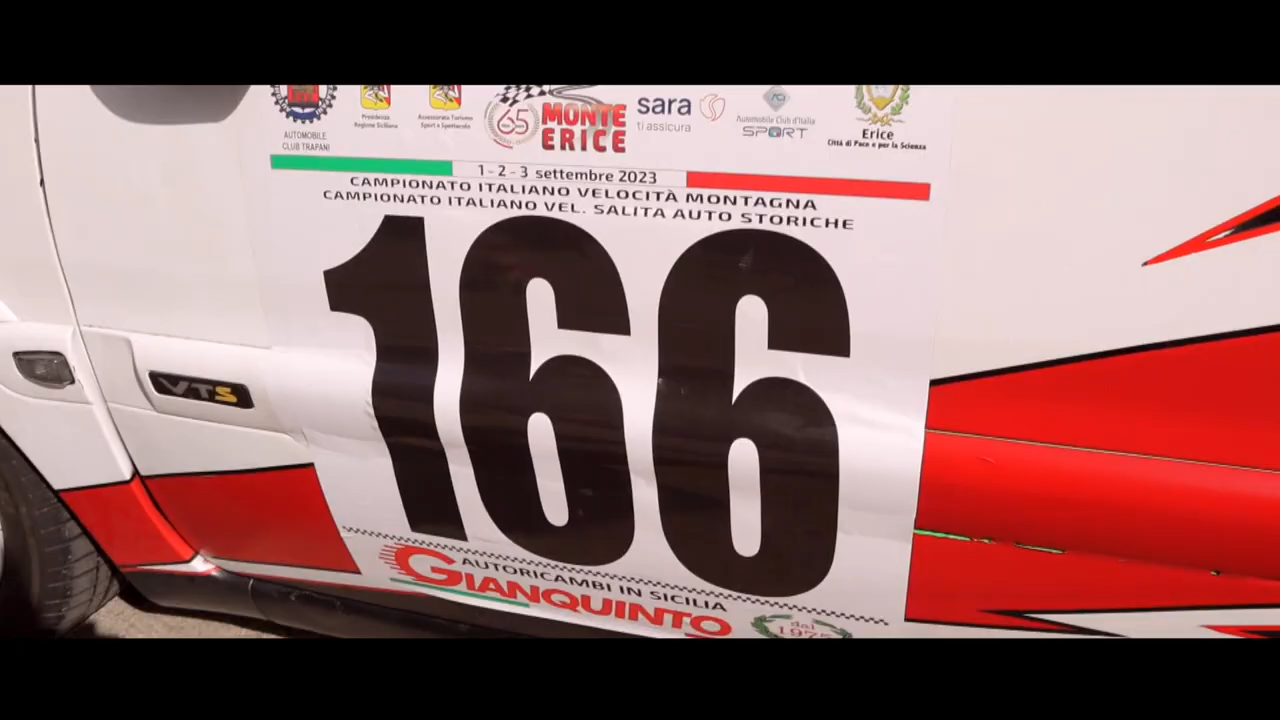 AUTOMOBILE
CLUB TRAPANI
Presidenza
Regione Siciliana
Assessorato Turismo
Sport e Spettacolo
65
MONTE
ERICE
sara
ti assicura
ACI
Automobile Club d'Italia
SPORT
Erice
Città di Pace e per la Scienza
1 - 2 - 3 settembre 2023
CAMPIONATO ITALIANO VELOCITÀ MONTAGNA
CAMPIONATO ITALIANO VEL. SALITA AUTO STORICHE
166
VTS
AUTORICAMBI IN SICILIA
GIANQUINTO
dal
1975